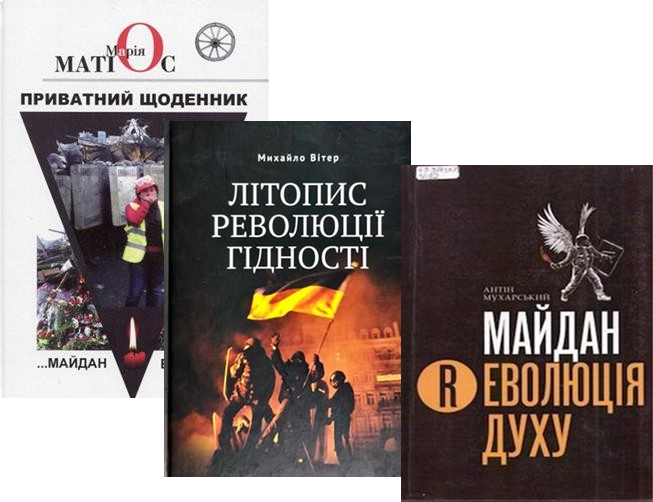 Марія
МАТІОС
ПРИВАТНИЙ ЩОДЕННИК
...МАЙДАН
Михайло Вітер
ЛІТОПИС
РЕВОЛЮЦІЇ
ГІДНОСТІ
АНТІН
МУХАРСЬКИЙ
МАЙДАН
RЕВОЛЮЦІЯ
ДУХУ